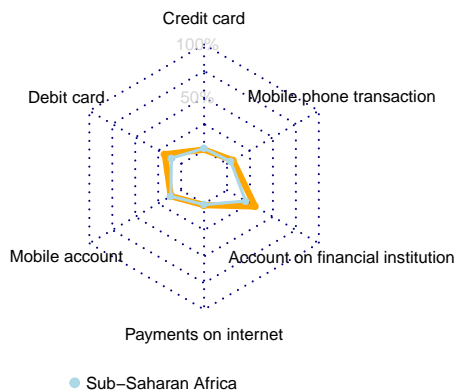 Credit card
100%
Debit card
50%
Mobile phone transaction
Mobile account
Account on financial institution
Payments on internet
Sub−Saharan Africa